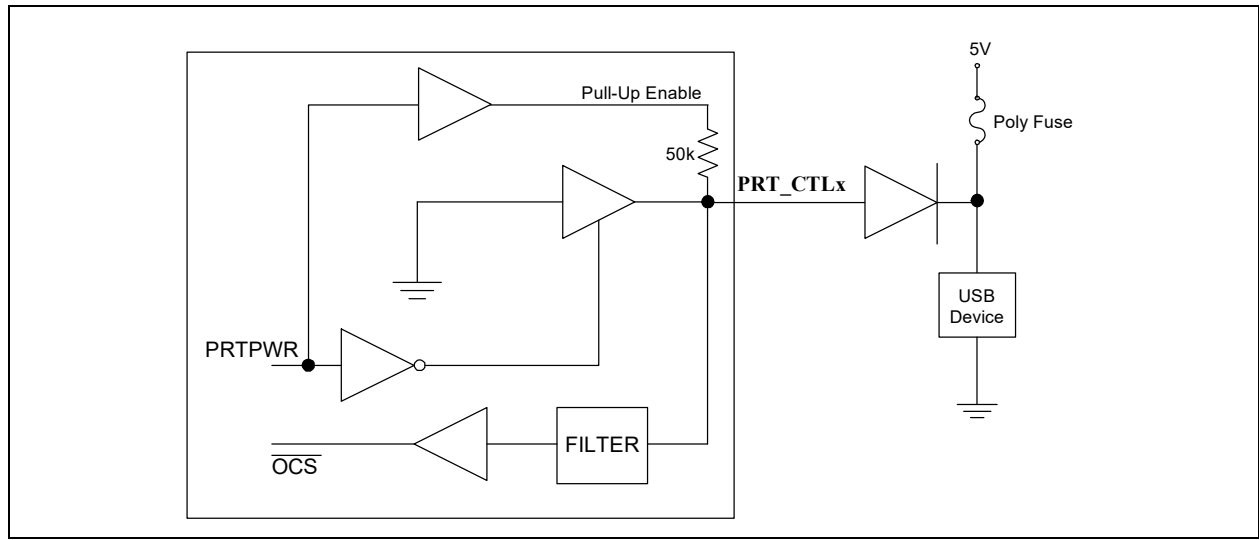 5V
Pull-Up Enable
Poly Fuse
50k
PRT_CTLx
USB
Device
PRTPWR
FILTER
OCS